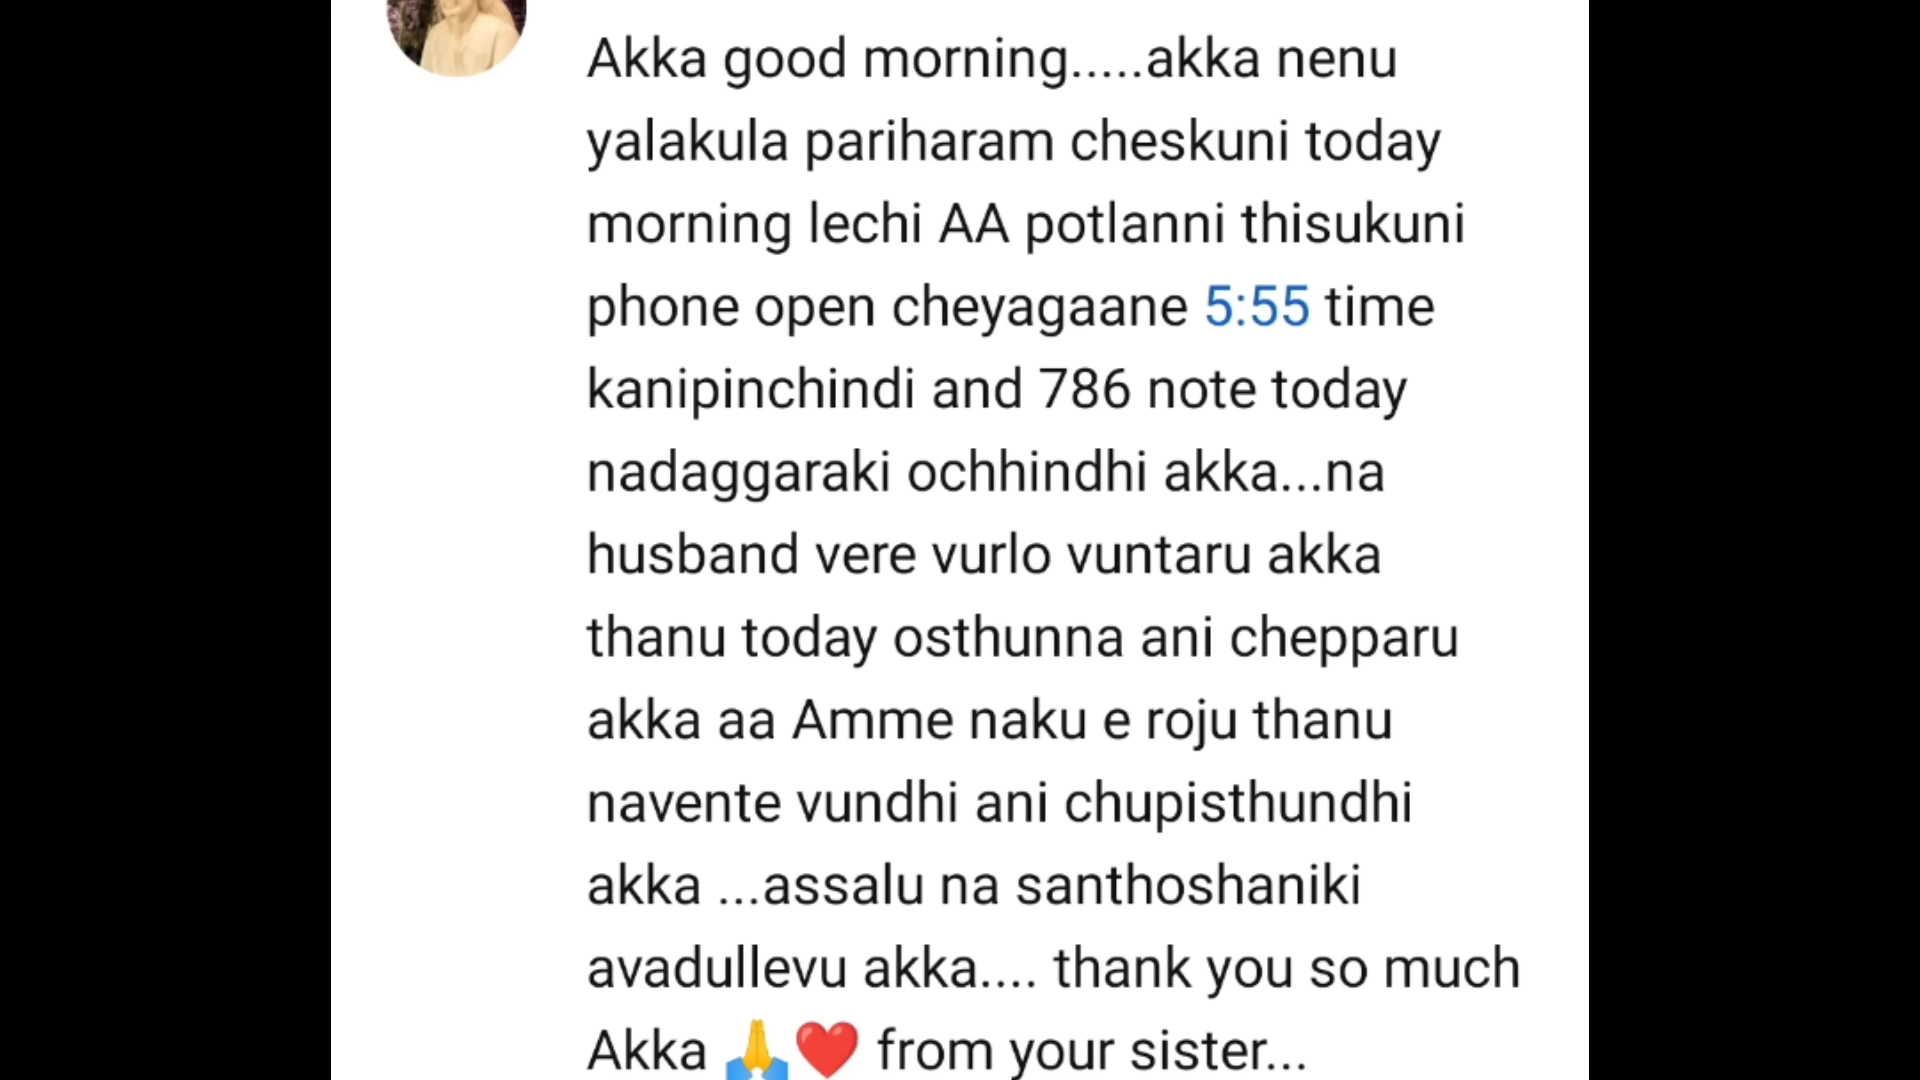 Akka good morning.....akka nenu
yalakula pariharam cheskuni today
morning lechi AA potlanni thisukuni
phone open cheyagaane 5:55 time
kanipinchindi and 786 note today
nadaggaraki ochhindhi akka...na
husband vere vurlo vuntaru akka
thanu today osthunna ani chepparu
akka aa Amme naku e roju thanu
navente vundhi ani chupisthundhi
akka ...assalu na santhoshaniki
avadullevu akka.... thank you so much
Akka 🙏❤️ from your sister...